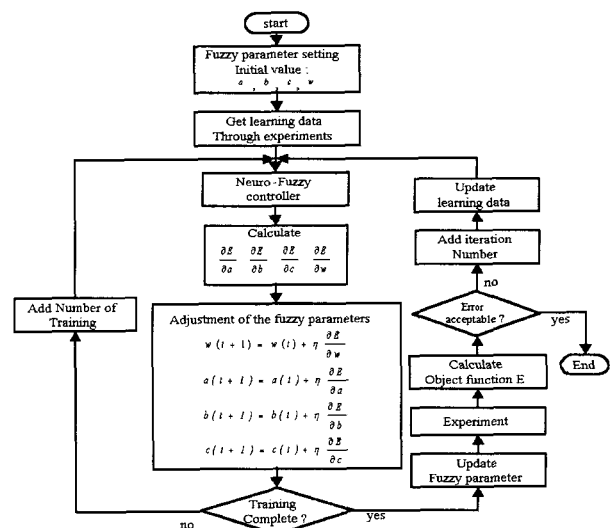 start
Fuzzy parameter setting
Initial value :
a , b , c , w
Get learning data
Through experiments
Neuro-Fuzzy
controller
Calculate
∂E/∂a ∂E/∂b ∂E/∂c ∂E/∂w
Adjustment of the fuzzy parameters
w(t + 1) = w(t) + η ∂E/∂w
a(t + 1) = a(t) + η ∂E/∂a
b(t + 1) = b(t) + η ∂E/∂b
c(t + 1) = c(t) + η ∂E/∂c
Training
Complete ?
no
yes
Add Number of
Training
Update
Fuzzy parameter
Experiment
Calculate
Object function E
Error
acceptable ?
no
yes
End
Add iteration
Number
Update
learning data